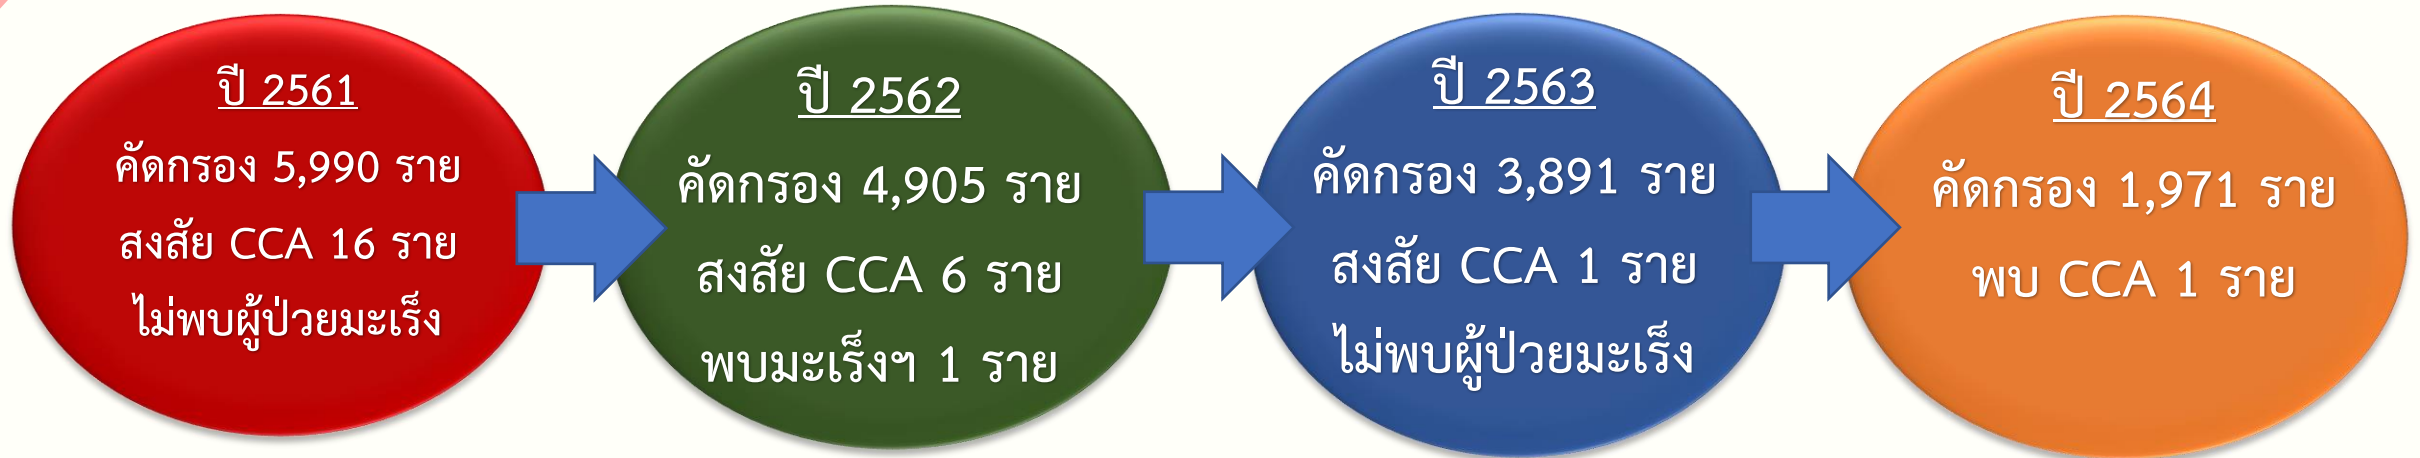 ปี 2561
คัดกรอง 5,990 ราย
สงสัย CCA 16 ราย
ไม่พบผู้ป่วยมะเร็ง
ปี 2562
คัดกรอง 4,905 ราย
สงสัย CCA 6 ราย
พบมะเร็งฯ 1 ราย
ปี 2563
คัดกรอง 3,891 ราย
สงสัย CCA 1 ราย
ไม่พบผู้ป่วยมะเร็ง
ปี 2564
คัดกรอง 1,971 ราย
พบ CCA 1 ราย